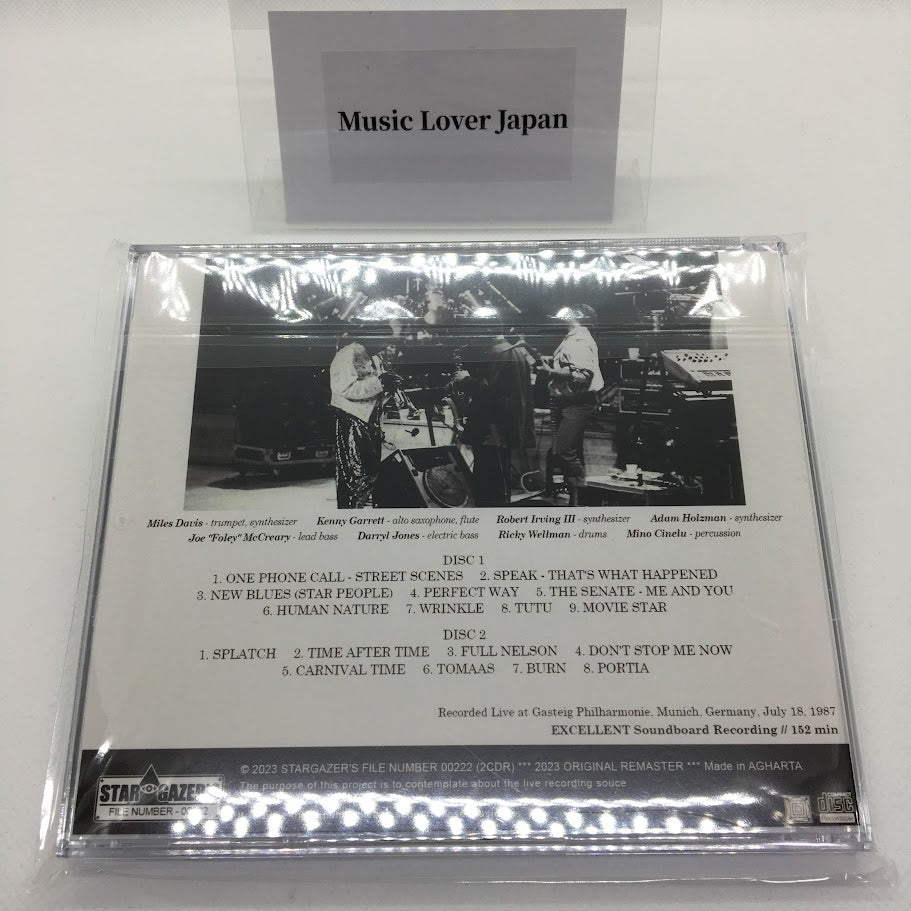 Music Lover Japan
Miles Davis - trumpet, synthesizer Kenny Garrett - alto saxophone, flute Robert Irving III - synthesizer Adam Holzman - synthesizer
Joe "Foley" McCreary - lead bass Darryl Jones - electric bass Ricky Wellman - drums Mino Cinelu - percussion
DISC 1
1. ONE PHONE CALL - STREET SCENES 2. SPEAK - THAT'S WHAT HAPPENED
3. NEW BLUES (STAR PEOPLE) 4. PERFECT WAY 5. THE SENATE - ME AND YOU
6. HUMAN NATURE 7. WRINKLE 8. TUTU 9. MOVIE STAR
DISC 2
1. SPLATCH 2. TIME AFTER TIME 3. FULL NELSON 4. DON'T STOP ME NOW
5. CARNIVAL TIME 6. TOMAAS 7. BURN 8. PORTIA
Recorded Live at Gasteig Philharmonie, Munich, Germany, July 18, 1987
EXCELLENT Soundboard Recording // 152 min
© 2023 STARGAZER'S FILE NUMBER 00222 (2CDR) *** 2023 ORIGINAL REMASTER *** Made in AGHARTA.
The purpose of this project is to contemplate about the live recording souce
STAR GAZER
FILE NUMBER - 00222
disc
Recordable